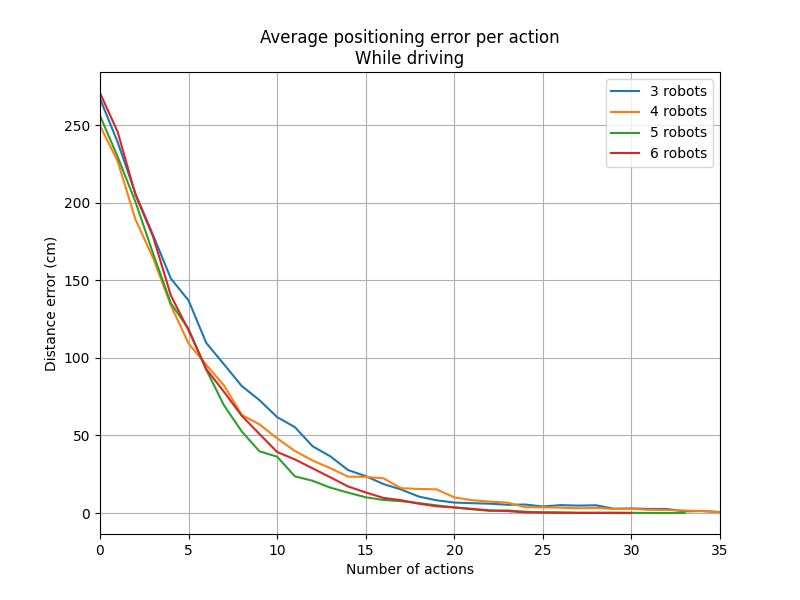 Average positioning error per action
While driving
3 robots
4 robots
5 robots
6 robots
Distance error (cm)
250
200
150
100
50
0
0 5 10 15 20 25 30 35
Number of actions